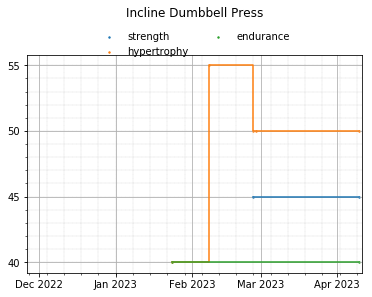 Incline Dumbbell Press
strength
endurance
hypertrophy
55
50
45
40
Dec 2022
Jan 2023
Feb 2023
Mar 2023
Apr 2023